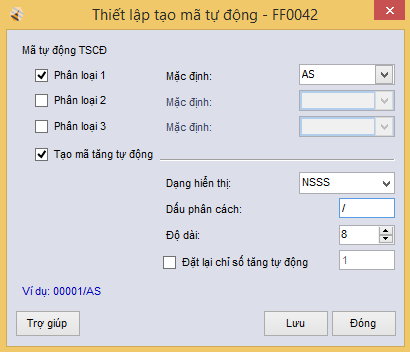 Thiết lập tạo mã tự động - FF0042
Mã tự động TSCĐ
Phân loại 1 Mặc định: AS
Phân loại 2 Mặc định:
Phân loại 3 Mặc định:
Tạo mã tăng tự động
Dạng hiển thị: NSSS
Dấu phân cách: /
Độ dài: 8
Đặt lại chỉ số tăng tự động 1
Ví dụ: 00001/AS
Trợ giúp Lưu Đóng